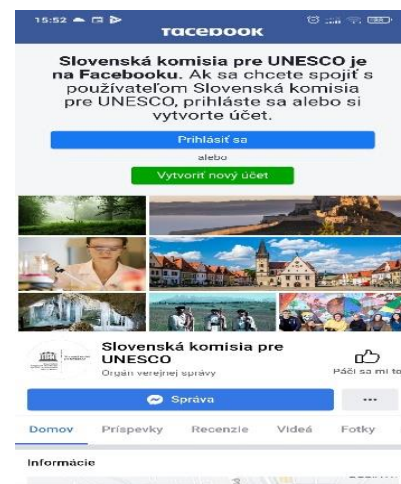 15:52
facebook
Slovenská komisia pre UNESCO je
na Facebooku. Ak sa chcete spojiť s
používateľom Slovenská komisia
pre UNESCO, prihláste sa alebo si
vytvorte účet.
Prihlásiť sa
alebo
Vytvoriť nový účet
Slovenská komisia pre
UNESCO
Orgán verejnej správy
Páči sa mi to
Správa
Domov Príspevky Recenzie Videá Fotky
Informácie